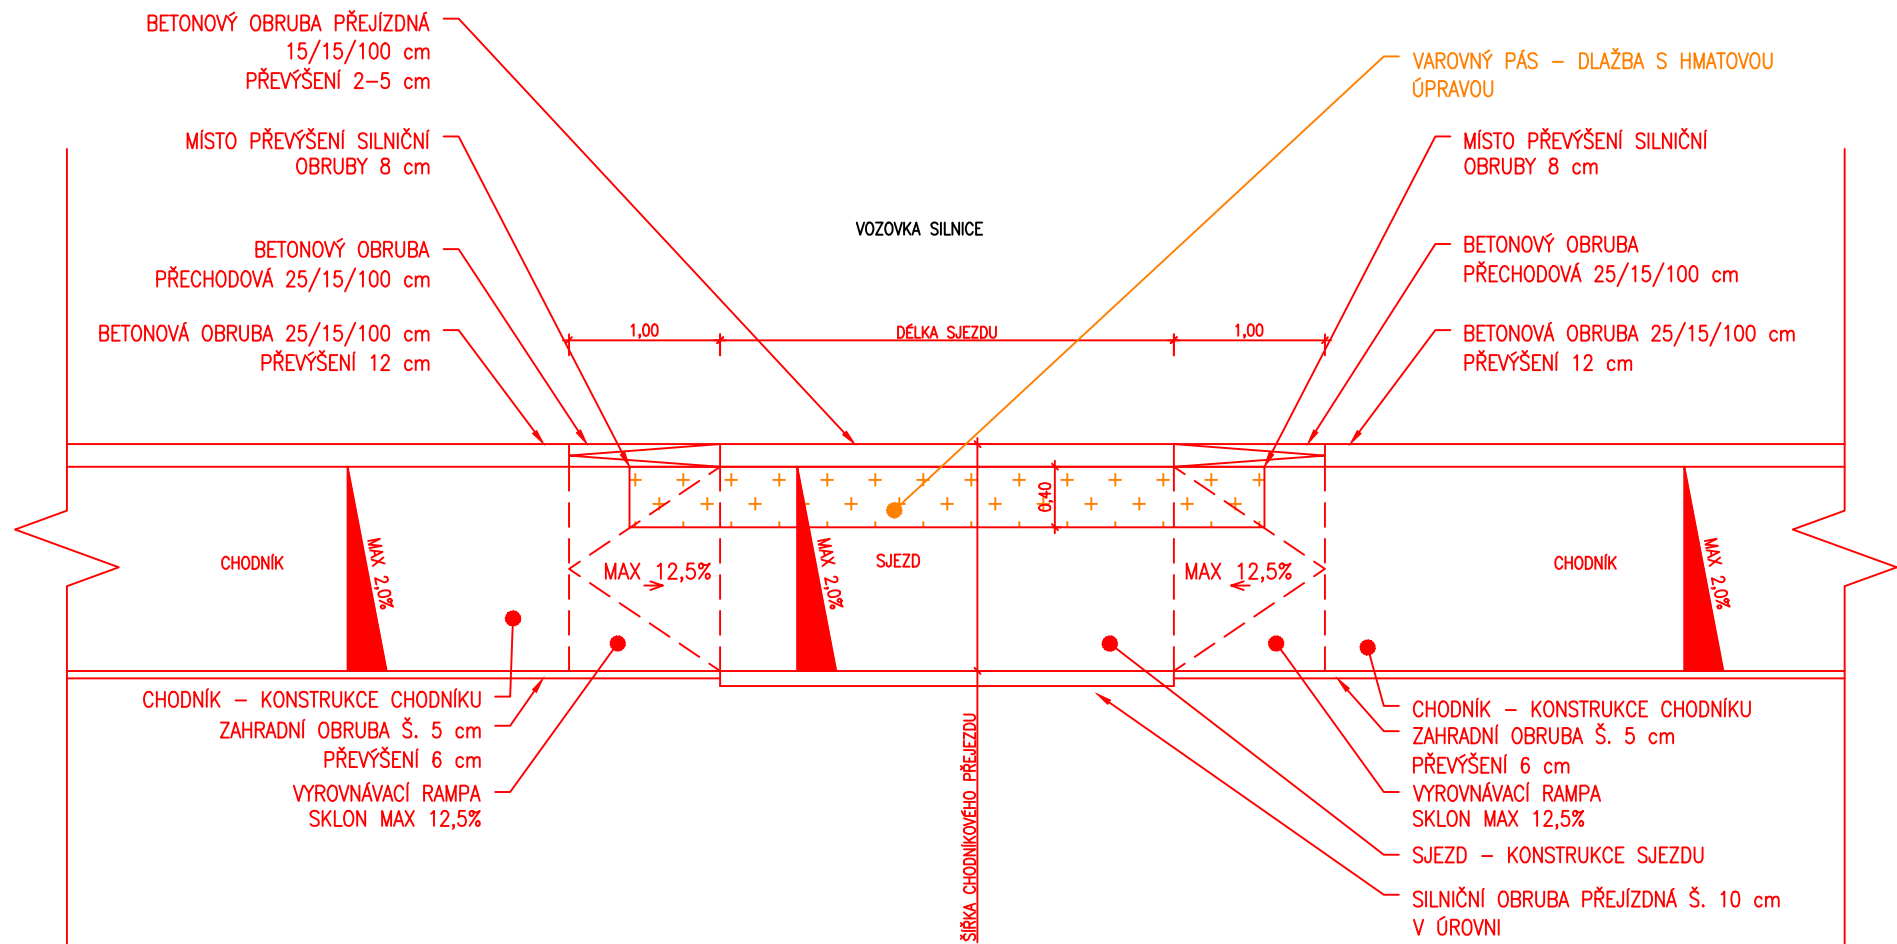 BETONOVÝ OBRUBA PŘEJÍZDNÁ
15/15/100 cm
PŘEVÝŠENÍ 2-5 cm
MÍSTO PŘEVÝŠENÍ SILNIČNÍ
OBRUBY 8 cm
BETONOVÝ OBRUBA
PŘECHODOVÁ 25/15/100 cm
BETONOVÁ OBRUBA 25/15/100 cm
PŘEVÝŠENÍ 12 cm
VAROVNÝ PÁS - DLAŽBA S HMATOVOU
ÚPRAVOU
MÍSTO PŘEVÝŠENÍ SILNIČNÍ
OBRUBY 8 cm
BETONOVÝ OBRUBA
PŘECHODOVÁ 25/15/100 cm
BETONOVÁ OBRUBA 25/15/100 cm
PŘEVÝŠENÍ 12 cm
VOZOVKA SILNICE
1,00
DÉLKA SJEZDU
1,00
0,40
CHODNÍK
MAX 2,0%
MAX 12,5%
MAX 2,0%
SJEZD
MAX 12,5%
CHODNÍK
MAX 2,0%
CHODNÍK - KONSTRUKCE CHODNÍKU
ZAHRADNÍ OBRUBA Š. 5 cm
PŘEVÝŠENÍ 6 cm
VYROVNÁVACÍ RAMPA
SKLON MAX 12,5%
ŠÍŘKA CHODNÍKOVÉHO PŘEJEZDU
CHODNÍK - KONSTRUKCE CHODNÍKU
ZAHRADNÍ OBRUBA Š. 5 cm
PŘEVÝŠENÍ 6 cm
VYROVNÁVACÍ RAMPA
SKLON MAX 12,5%
SJEZD - KONSTRUKCE SJEZDU
SILNIČNÍ OBRUBA PŘEJÍZDNÁ Š. 10 cm
V ÚROVNI